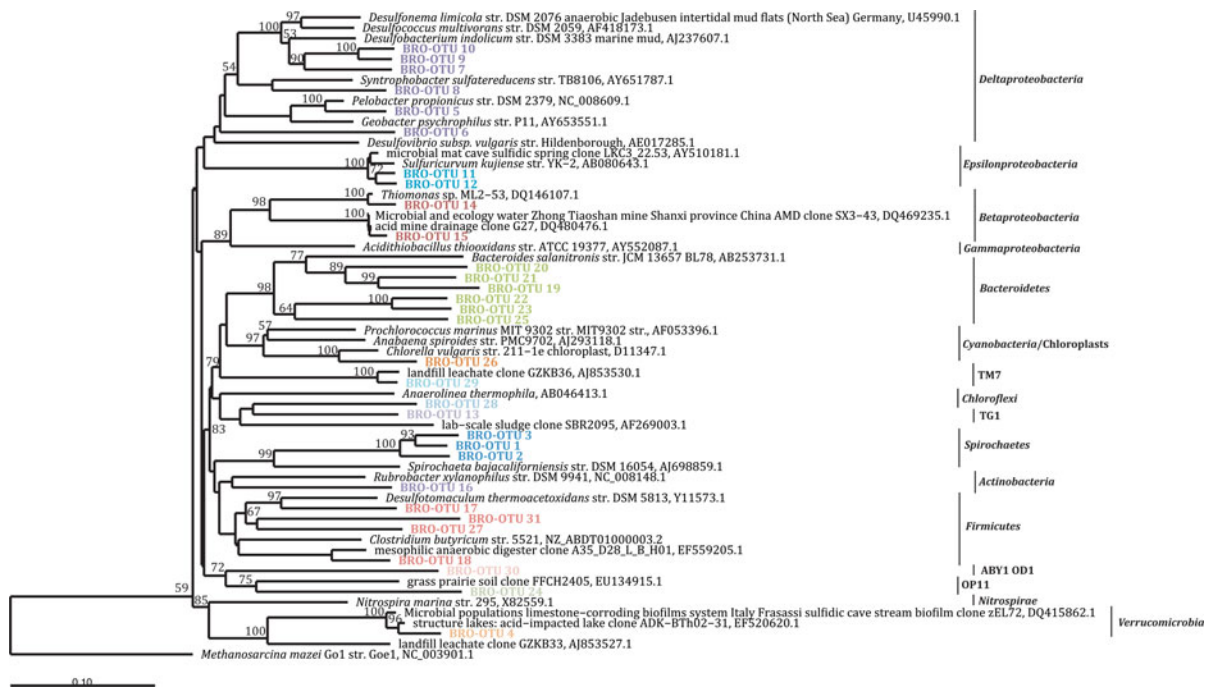 97 Desulfonema limicola str. DSM 2076 anaerobic Jadebusen intertidal mud flats (North Sea) Germany, U45990.1
100 Desulfococcus multivorans str. DSM 2059, AF418173.1
53 Desulfobacterium indolicum str. DSM 3383 marine mud, AJ237607.1
100 BRO-OTU 10
90 BRO-OTU 9
BRO-OTU 7
54
Syntrophobacter sulfatereducens str. TB8106, AY651787.1
BRO-OTU 8
100 Pelobacter propionicus str. DSM 2379, NC_008609.1
BRO-OTU 5
Geobacter psychrophilus str. P11, AY653551.1
BRO-OTU 6
Desulfovibrio subsp. vulgaris str. Hildenborough, AE017285.1
Deltaproteobacteria
microbial mat cave sulfidic spring clone LKC3_22.53, AY510181.1
100 Sulfuricurvum kujiense str. YK-2, AB080643.1
72 BRO-OTU 11
BRO-OTU 12
Epsilonproteobacteria
100 Thiomonas sp. ML2-53, DQ146107.1
98 BRO-OTU 14
100 Microbial and ecology water Zhong Tiaoshan mine Shanxi province China AMD clone SX3-43, DQ469235.1
acid mine drainage clone G27, DQ480476.1
BRO-OTU 15
Betaproteobacteria
89
Acidithiobacillus thiooxidans str. ATCC 19377, AY552087.1
Gammaproteobacteria
77 Bacteroides salanitronis str. JCM 13657 BL78, AB253731.1
89 BRO-OTU 20
99 BRO-OTU 21
BRO-OTU 19
98
100 BRO-OTU 22
64 BRO-OTU 23
BRO-OTU 25
Bacteroidetes
57 Prochlorococcus marinus MIT 9302 str. MIT9302 str., AF053396.1
97 Anabaena spiroides str. PMC9702, AJ293118.1
100 Chlorella vulgaris str. 211-1e chloroplast, D11347.1
BRO-OTU 26
Cyanobacteria/Chloroplasts
79
100 landfill leachate clone GZKB36, AJ853530.1
BRO-OTU 29
TM7
Anaerolinea thermophila, AB046413.1
BRO-OTU 28
Chloroflexi
BRO-OTU 13
lab-scale sludge clone SBR2095, AF269003.1
TG1
83
93 BRO-OTU 3
100 BRO-OTU 1
BRO-OTU 2
99
Spirochaeta bajacaliforniensis str. DSM 16054, AJ698859.1
Spirochaetes
Rubrobacter xylanophilus str. DSM 9941, NC_008148.1
BRO-OTU 16
Actinobacteria
97 Desulfotomaculum thermoacetoxidans str. DSM 5813, Y11573.1
BRO-OTU 17
67 BRO-OTU 31
BRO-OTU 27
Clostridium butyricum str. 5521, NZ_ABDT01000003.2
mesophilic anaerobic digester clone A35_D28_L_B_H01, EF559205.1
BRO-OTU 18
Firmicutes
72 BRO-OTU 30
ABY1 OD1
75 grass prairie soil clone FFCH2405, EU134915.1
BRO-OTU 24
OP11
59
85 Nitrospira marina str. 295, X82559.1
Nitrospirae
100 Microbial populations limestone-corroding biofilms system Italy Frasassi sulfidic cave stream biofilm clone zEL72, DQ415862.1
96 structure lakes: acid-impacted lake clone ADK-BTh02-31, EF520620.1
BRO-OTU 4
100
landfill leachate clone GZKB33, AJ853527.1
Verrucomicrobia
Methanosarcina mazei Go1 str. Goe1, NC_003901.1
0.10